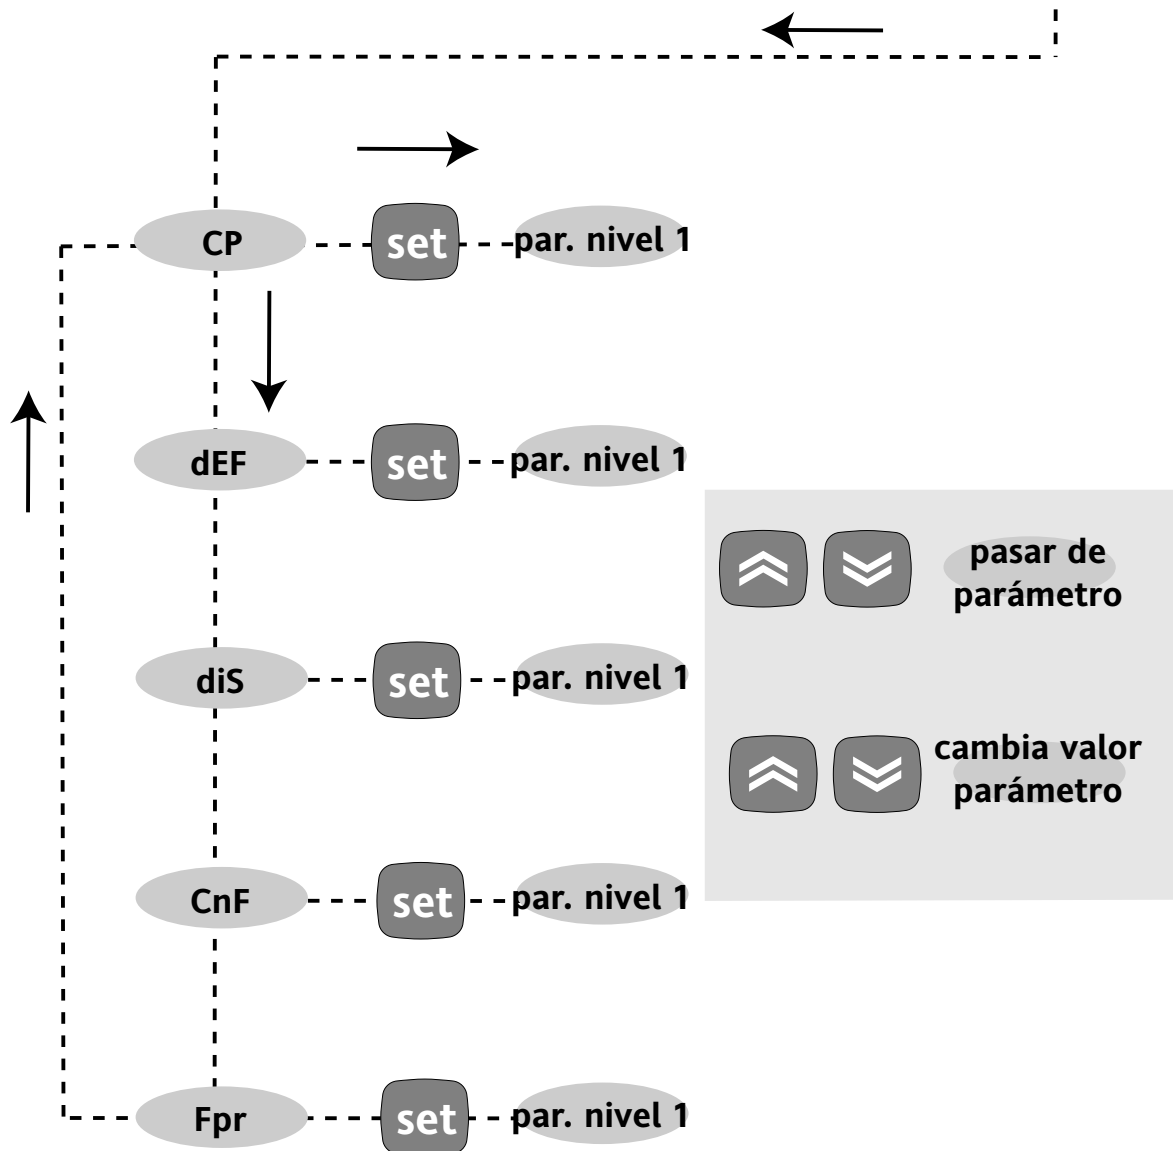 CP set par. nivel 1
dEF set par. nivel 1
pasar de
parámetro
diS set par. nivel 1
cambia valor
parámetro
CnF set par. nivel 1
Fpr set par. nivel 1